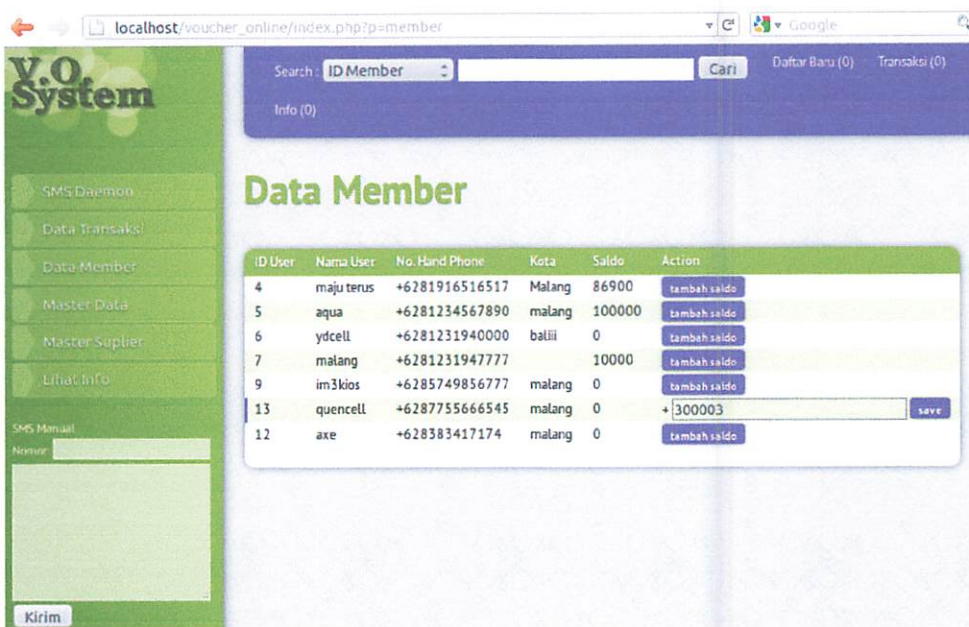 localhost/voucher_online/index.php?p=member
Google
V.O.
System
Search : ID Member Cari Daftar Baru (0) Transaksi (0)
Info (0)
SMS Daemon
Data Transaksi
Data Member
Master Data
Master Suplier
Lihat Info
SMS Manual
Nomor
Kirim
Data Member
ID User Nama User No. Hand Phone Kota Saldo Action
4 maju terus +6281916516517 Malang 86900 tambah saldo
5 aqua +6281234567890 malang 100000 tambah saldo
6 ydcell +6281231940000 baliii 0 tambah saldo
7 malang +6281231947777 10000 tambah saldo
9 im3kios +6285749856777 malang 0 tambah saldo
13 quencell +6287755666545 malang 0 + 300003 save
12 axe +628383417174 malang 0 tambah saldo